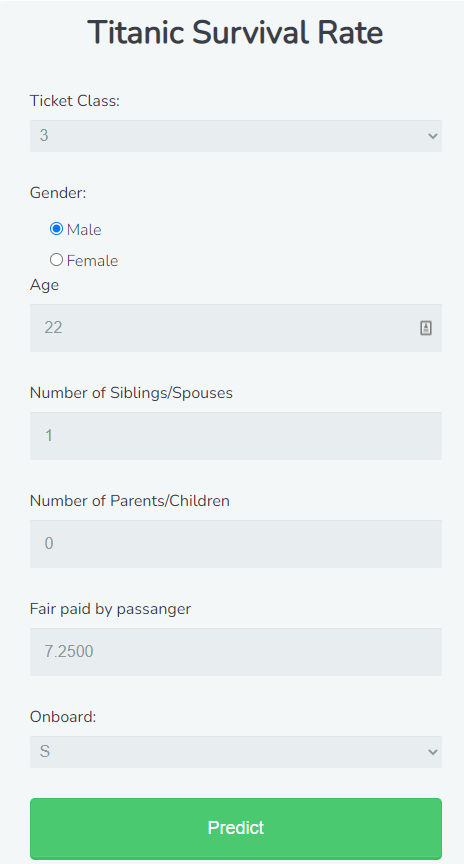 Titanic Survival Rate
Ticket Class:
3
Gender:
Male
Female
Age
22
Number of Siblings/Spouses
1
Number of Parents/Children
0
Fair paid by passanger
7.2500
Onboard:
S
Predict